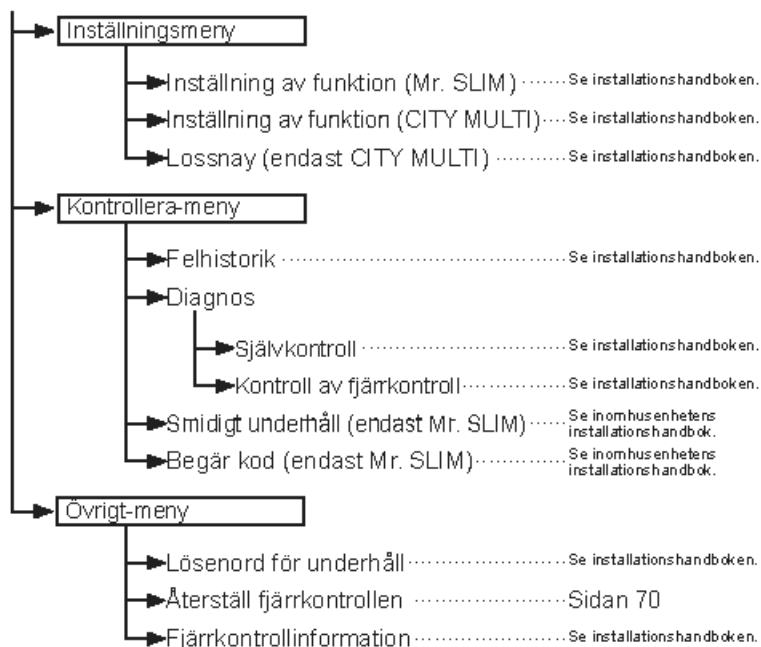 Inställningsmeny
Inställning av funktion (Mr. SLIM) ······ Se installationshandboken.
Inställning av funktion (CITY MULTI) ···· Se installationshandboken.
Lossnay (endast CITY MULTI) ·········· Se installationshandboken.
Kontrollera-meny
Felhistorik ········································ Se installationshandboken.
Diagnos
Självkontroll ····························· Se installationshandboken.
Kontroll av fjärrkontroll ··············· Se installationshandboken.
Smidigt underhåll (endast Mr. SLIM) ····· Se inomhusenhetens
installationshandbok.
Begär kod (endast Mr. SLIM) ············· Se inomhusenhetens
installationshandbok.
Övrigt-meny
Lösenord för underhåll ······················ Se installationshandboken.
Återställ fjärrkontrollen ······················ Sidan 70
Fjärrkontrollinformation ····················· Se installationshandboken.